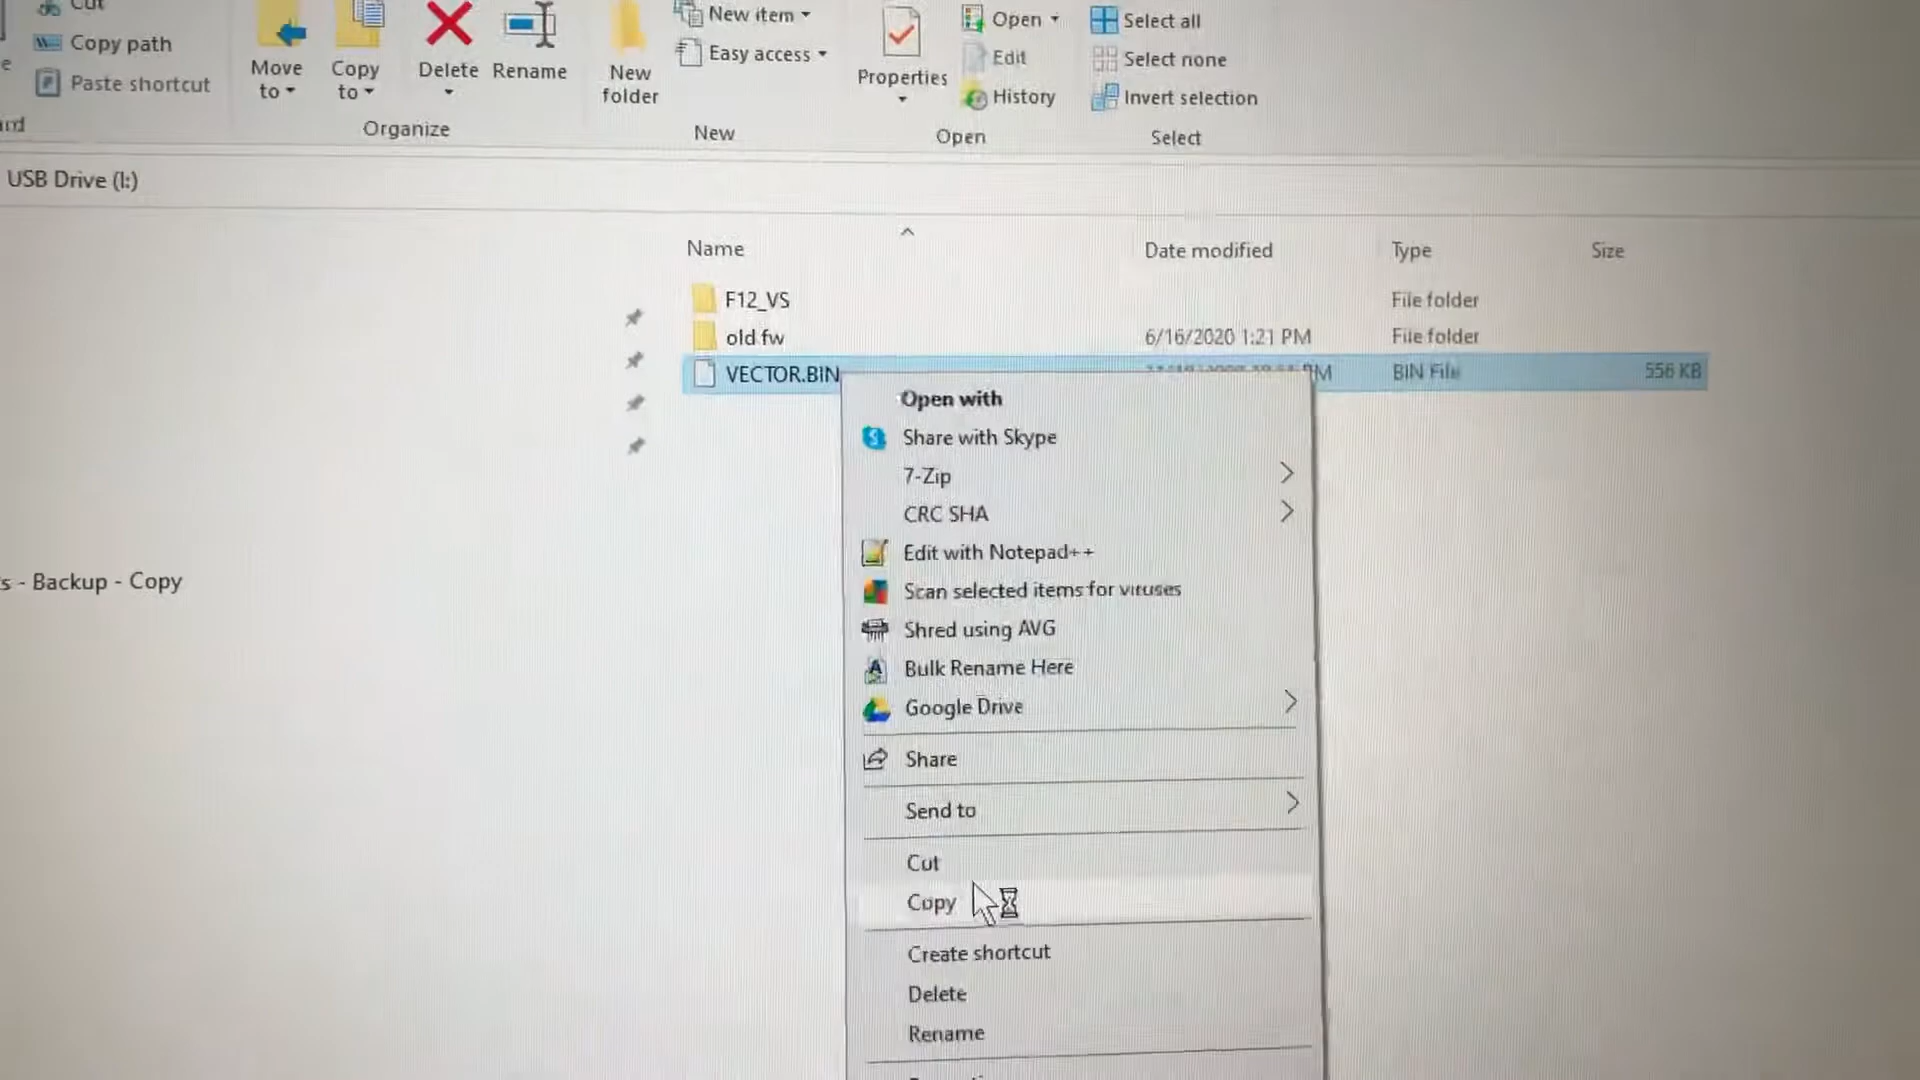 Cut
Copy path
Paste shortcut
Move to
Copy to
Delete
Rename
Organize
New folder
New item
Easy access
New
Properties
Open
Edit
History
Open
Select all
Select none
Invert selection
Select
USB Drive (I:)
Name Date modified Type Size
F12_VS File folder
old fw 6/16/2020 1:21 PM File folder
VECTOR.BIN BIN File 556 KB
Open with
Share with Skype
7-Zip
CRC SHA
Edit with Notepad++
s - Backup - Copy
Scan selected items for viruses
Shred using AVG
Bulk Rename Here
Google Drive
Share
Send to
Cut
Copy
Create shortcut
Delete
Rename